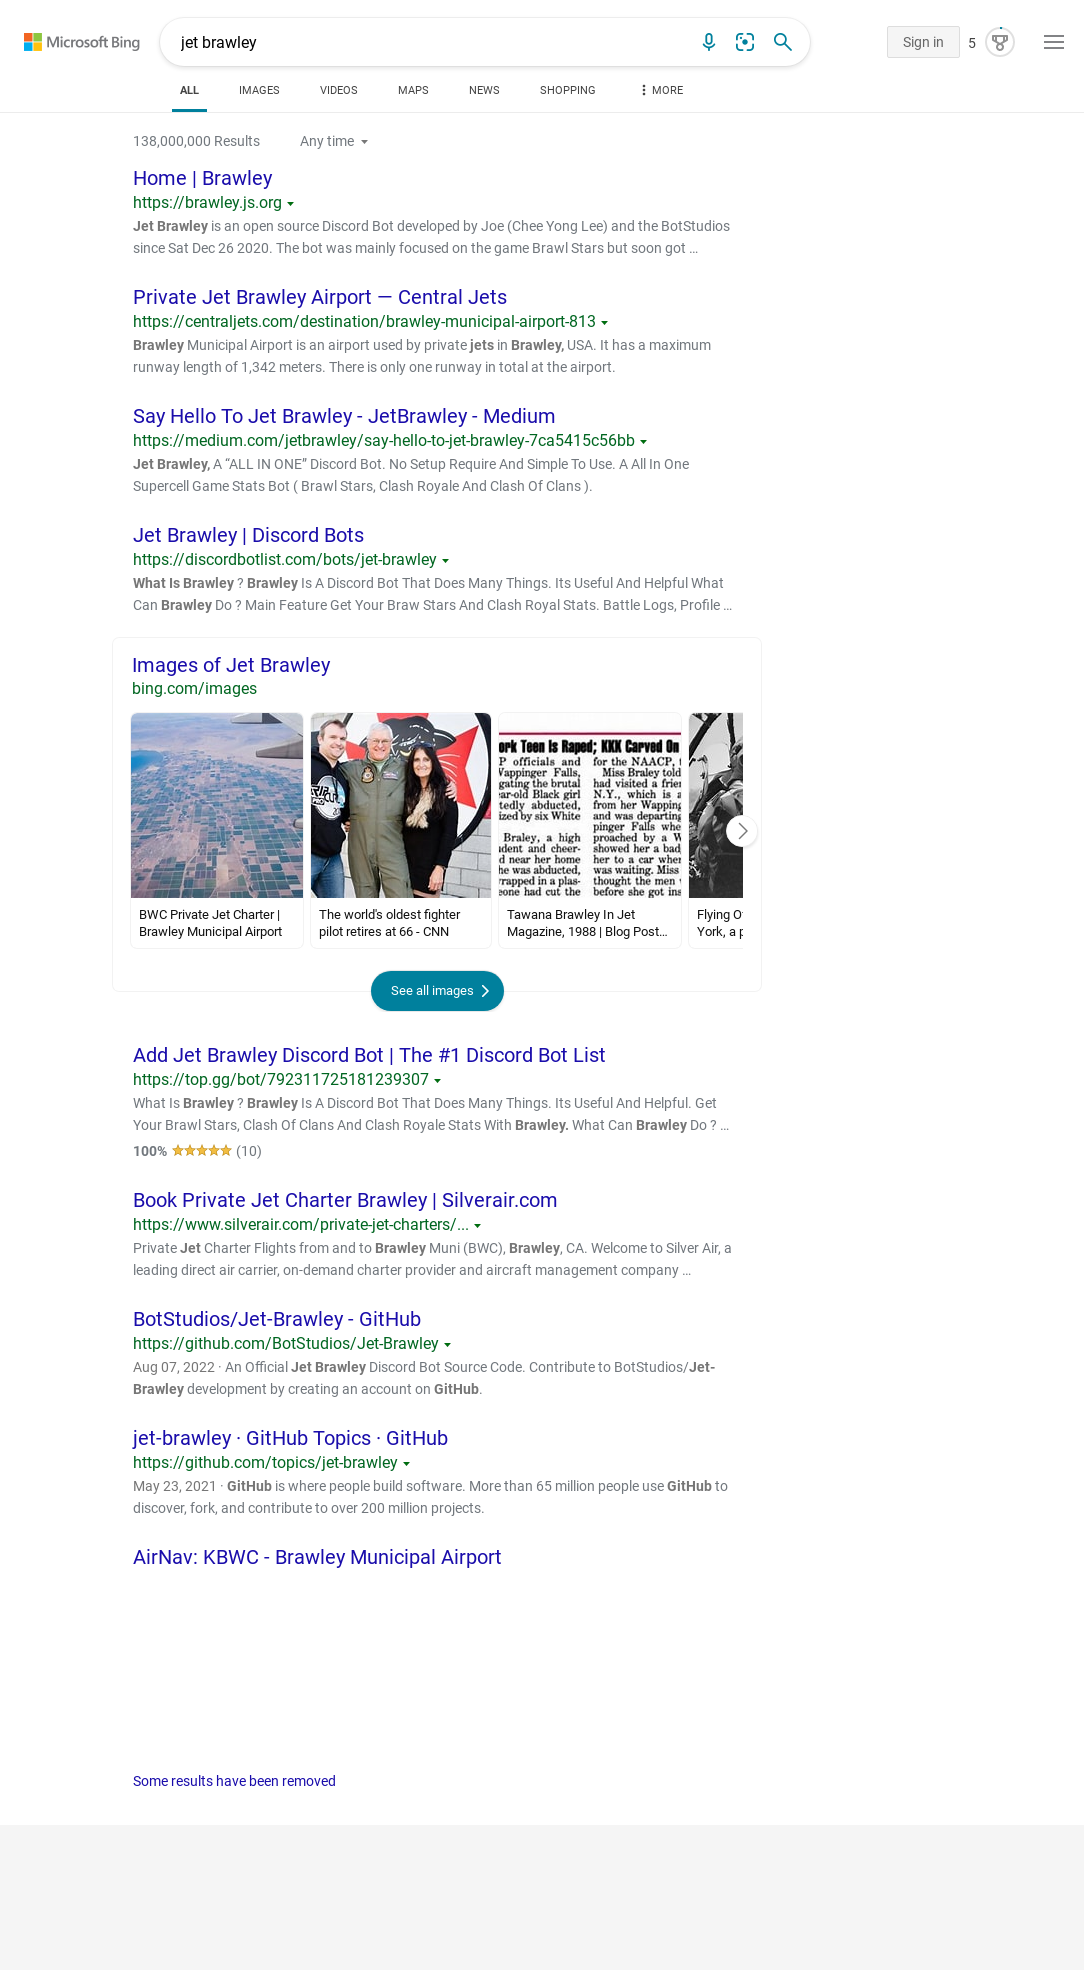 Microsoft Bing
jet brawley
Sign in
5
ALL
IMAGES
VIDEOS
MAPS
NEWS
SHOPPING
MORE
138,000,000 Results
Any time
Home | Brawley
https://brawley.js.org
Jet Brawley is an open source Discord Bot developed by Joe (Chee Yong Lee) and the BotStudios
since Sat Dec 26 2020. The bot was mainly focused on the game Brawl Stars but soon got ...
Private Jet Brawley Airport — Central Jets
https://centraljets.com/destination/brawley-municipal-airport-813
Brawley Municipal Airport is an airport used by private jets in Brawley, USA. It has a maximum
runway length of 1,342 meters. There is only one runway in total at the airport.
Say Hello To Jet Brawley - JetBrawley - Medium
https://medium.com/jetbrawley/say-hello-to-jet-brawley-7ca5415c56bb
Jet Brawley, A “ALL IN ONE” Discord Bot. No Setup Require And Simple To Use. A All In One
Supercell Game Stats Bot ( Brawl Stars, Clash Royale And Clash Of Clans ).
Jet Brawley | Discord Bots
https://discordbotlist.com/bots/jet-brawley
What Is Brawley ? Brawley Is A Discord Bot That Does Many Things. Its Useful And Helpful What
Can Brawley Do ? Main Feature Get Your Braw Stars And Clash Royal Stats. Battle Logs, Profile ...
Images of Jet Brawley
bing.com/images
ork Teen Is Raped; KKK Carved On
P officials and
Wappinger Falls,
gating the brutal
ear-old Black girl
tedly abducted,
ized by six White
Braley, a high
udent and cheer-
d near her home
he was abducted,
wrapped in a plas-
eone had cut the
for the NAACP, f
Miss Braley told
had visited a frie
N.Y., which is a
from her Wapping
and was departing
pinger Falls whe
proached by a W
showed her a bad
her to a car wher
was waiting. Miss
thought the men w
before she got ins
BWC Private Jet Charter |
Brawley Municipal Airport
The world's oldest fighter
pilot retires at 66 - CNN
Tawana Brawley In Jet
Magazine, 1988 | Blog Post...
Flying O
York, a p
See all images
Add Jet Brawley Discord Bot | The #1 Discord Bot List
https://top.gg/bot/792311725181239307
What Is Brawley ? Brawley Is A Discord Bot That Does Many Things. Its Useful And Helpful. Get
Your Brawl Stars, Clash Of Clans And Clash Royale Stats With Brawley. What Can Brawley Do ? ...
100% (10)
Book Private Jet Charter Brawley | Silverair.com
https://www.silverair.com/private-jet-charters/...
Private Jet Charter Flights from and to Brawley Muni (BWC), Brawley, CA. Welcome to Silver Air, a
leading direct air carrier, on-demand charter provider and aircraft management company ...
BotStudios/Jet-Brawley - GitHub
https://github.com/BotStudios/Jet-Brawley
Aug 07, 2022 · An Official Jet Brawley Discord Bot Source Code. Contribute to BotStudios/Jet-
Brawley development by creating an account on GitHub.
jet-brawley · GitHub Topics · GitHub
https://github.com/topics/jet-brawley
May 23, 2021 · GitHub is where people build software. More than 65 million people use GitHub to
discover, fork, and contribute to over 200 million projects.
AirNav: KBWC - Brawley Municipal Airport
Some results have been removed